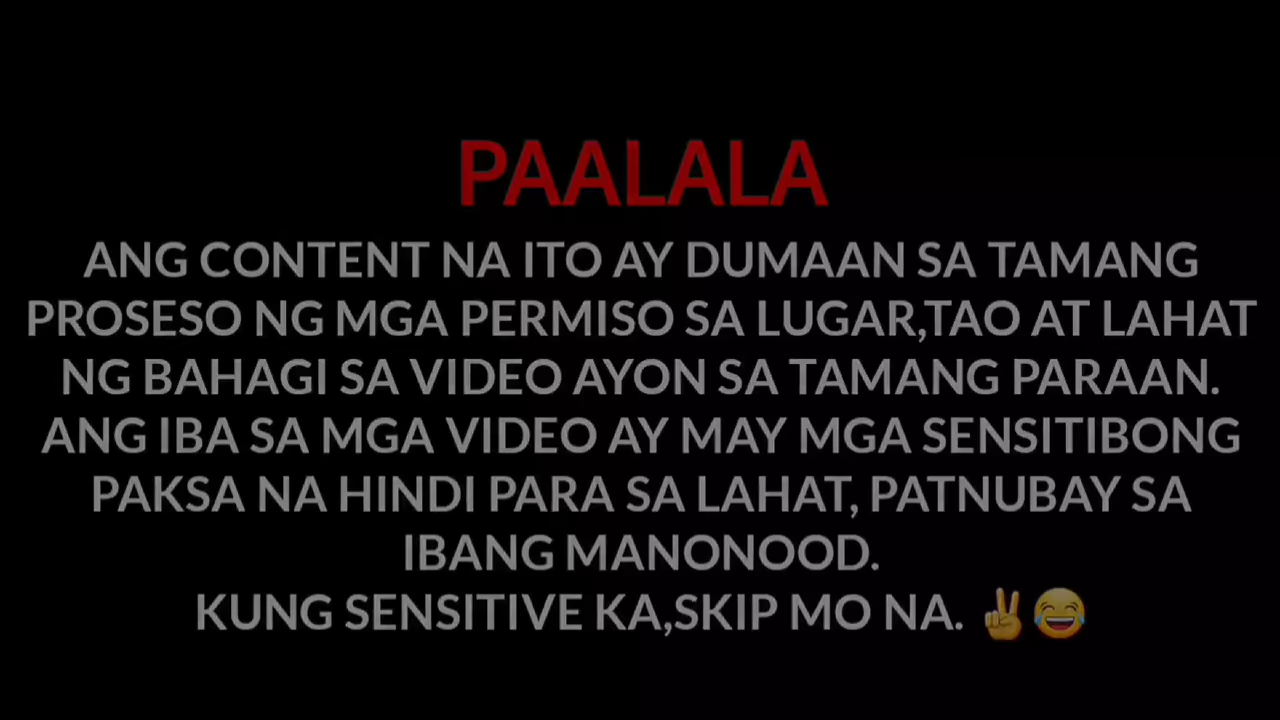 PAALALA
ANG CONTENT NA ITO AY DUMAAN SA TAMANG
PROSESO NG MGA PERMISO SA LUGAR,TAO AT LAHAT
NG BAHAGI SA VIDEO AYON SA TAMANG PARAAN.
ANG IBA SA MGA VIDEO AY MAY MGA SENSITIBONG
PAKSA NA HINDI PARA SA LAHAT, PATNUBAY SA
IBANG MANONOOD.
KUNG SENSITIVE KA,SKIP MO NA. ✌️😂